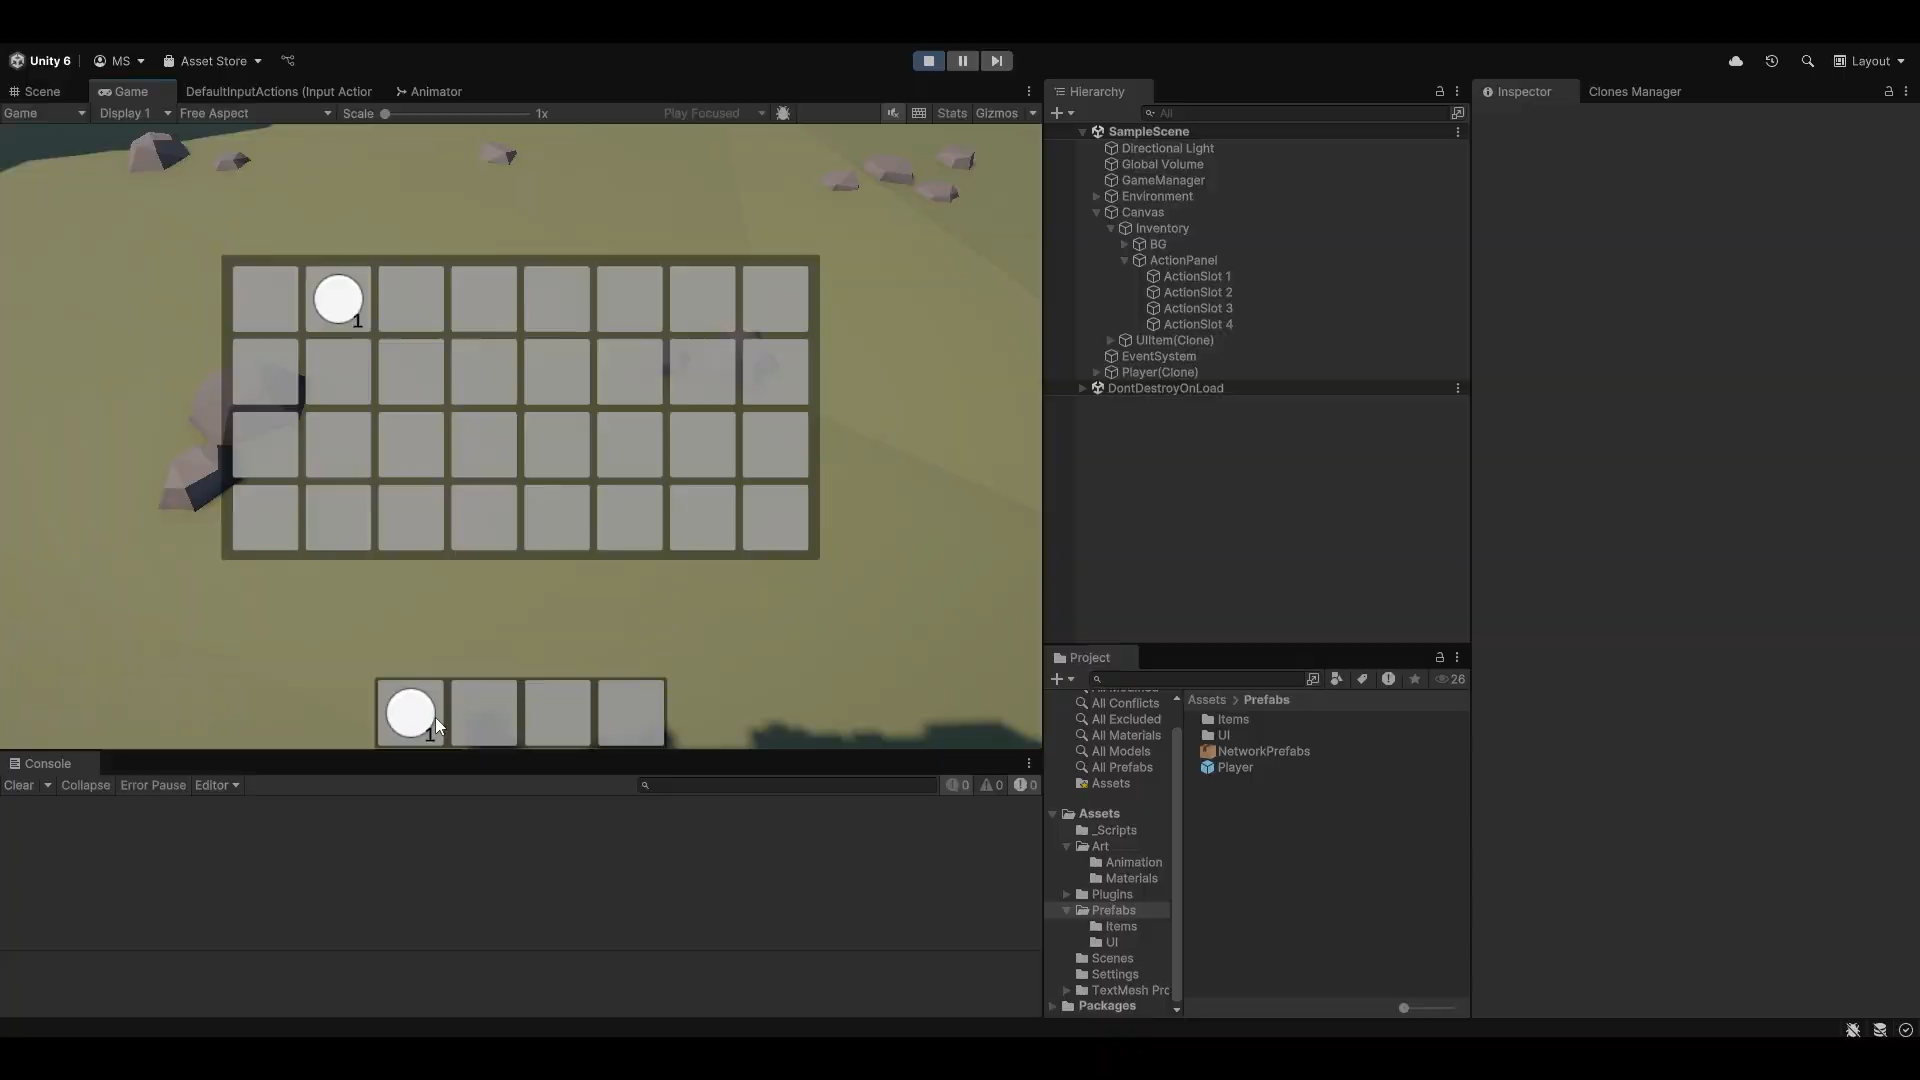 Unity 6 MS Asset Store Layout
Scene Game DefaultInputActions (Input Action Animator
Game Display 1 Free Aspect Scale 1x Play Focused Stats Gizmos
1
1
Console
Clear Collapse Error Pause Editor 0 0 0
Hierarchy
All
SampleScene
Directional Light
Global Volume
GameManager
Environment
Canvas
Inventory
BG
ActionPanel
ActionSlot 1
ActionSlot 2
ActionSlot 3
ActionSlot 4
UIItem(Clone)
EventSystem
Player(Clone)
DontDestroyOnLoad
Project
26
All Conflicts
All Excluded
All Materials
All Models
All Prefabs
Assets
Assets
_Scripts
Art
Animation
Materials
Plugins
Prefabs
Items
UI
Scenes
Settings
TextMesh Pro
Packages
Assets > Prefabs
Items
UI
NetworkPrefabs
Player
Inspector Clones Manager